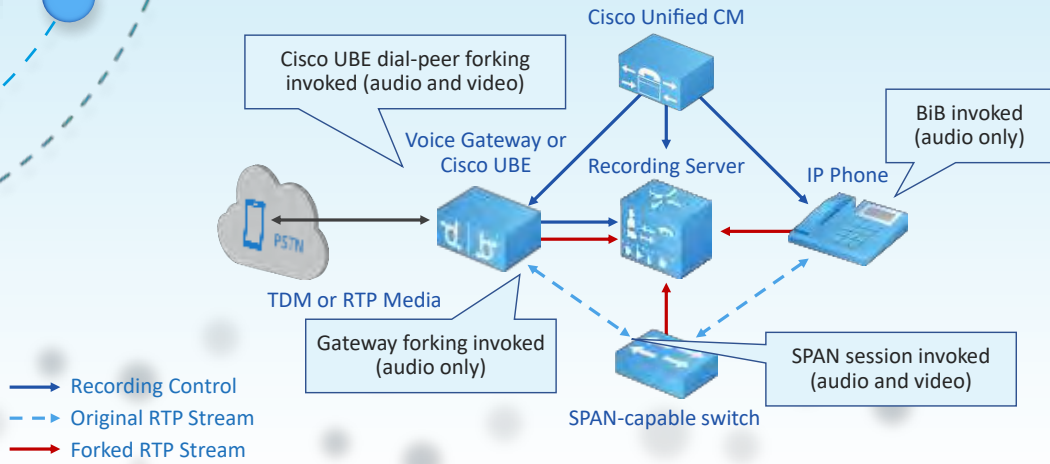 Cisco Unified CM
Cisco UBE dial-peer forking
invoked (audio and video)
BiB invoked
(audio only)
Voice Gateway or
Cisco UBE
Recording Server
IP Phone
PSTN
TDM or RTP Media
Gateway forking invoked
(audio only)
SPAN session invoked
(audio and video)
SPAN-capable switch
Recording Control
Original RTP Stream
Forked RTP Stream